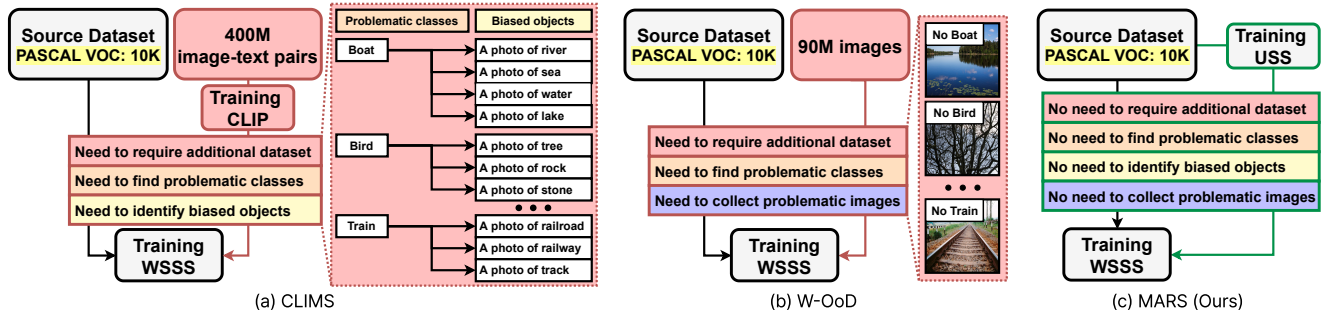 Source Dataset
PASCAL VOC: 10K
400M
image-text pairs
Training
CLIP
Need to require additional dataset
Need to find problematic classes
Need to identify biased objects
Training
WSSS
Problematic classes
Biased objects
Boat
A photo of river
A photo of sea
A photo of water
A photo of lake
Bird
A photo of tree
A photo of rock
A photo of stone
Train
A photo of railroad
A photo of railway
A photo of track
(a) CLIMS
Source Dataset
PASCAL VOC: 10K
90M images
Need to require additional dataset
Need to find problematic classes
Need to collect problematic images
Training
WSSS
No Boat
No Bird
No Train
(b) W-OoD
Source Dataset
PASCAL VOC: 10K
Training
USS
No need to require additional dataset
No need to find problematic classes
No need to identify biased objects
No need to collect problematic images
Training
WSSS
(c) MARS (Ours)